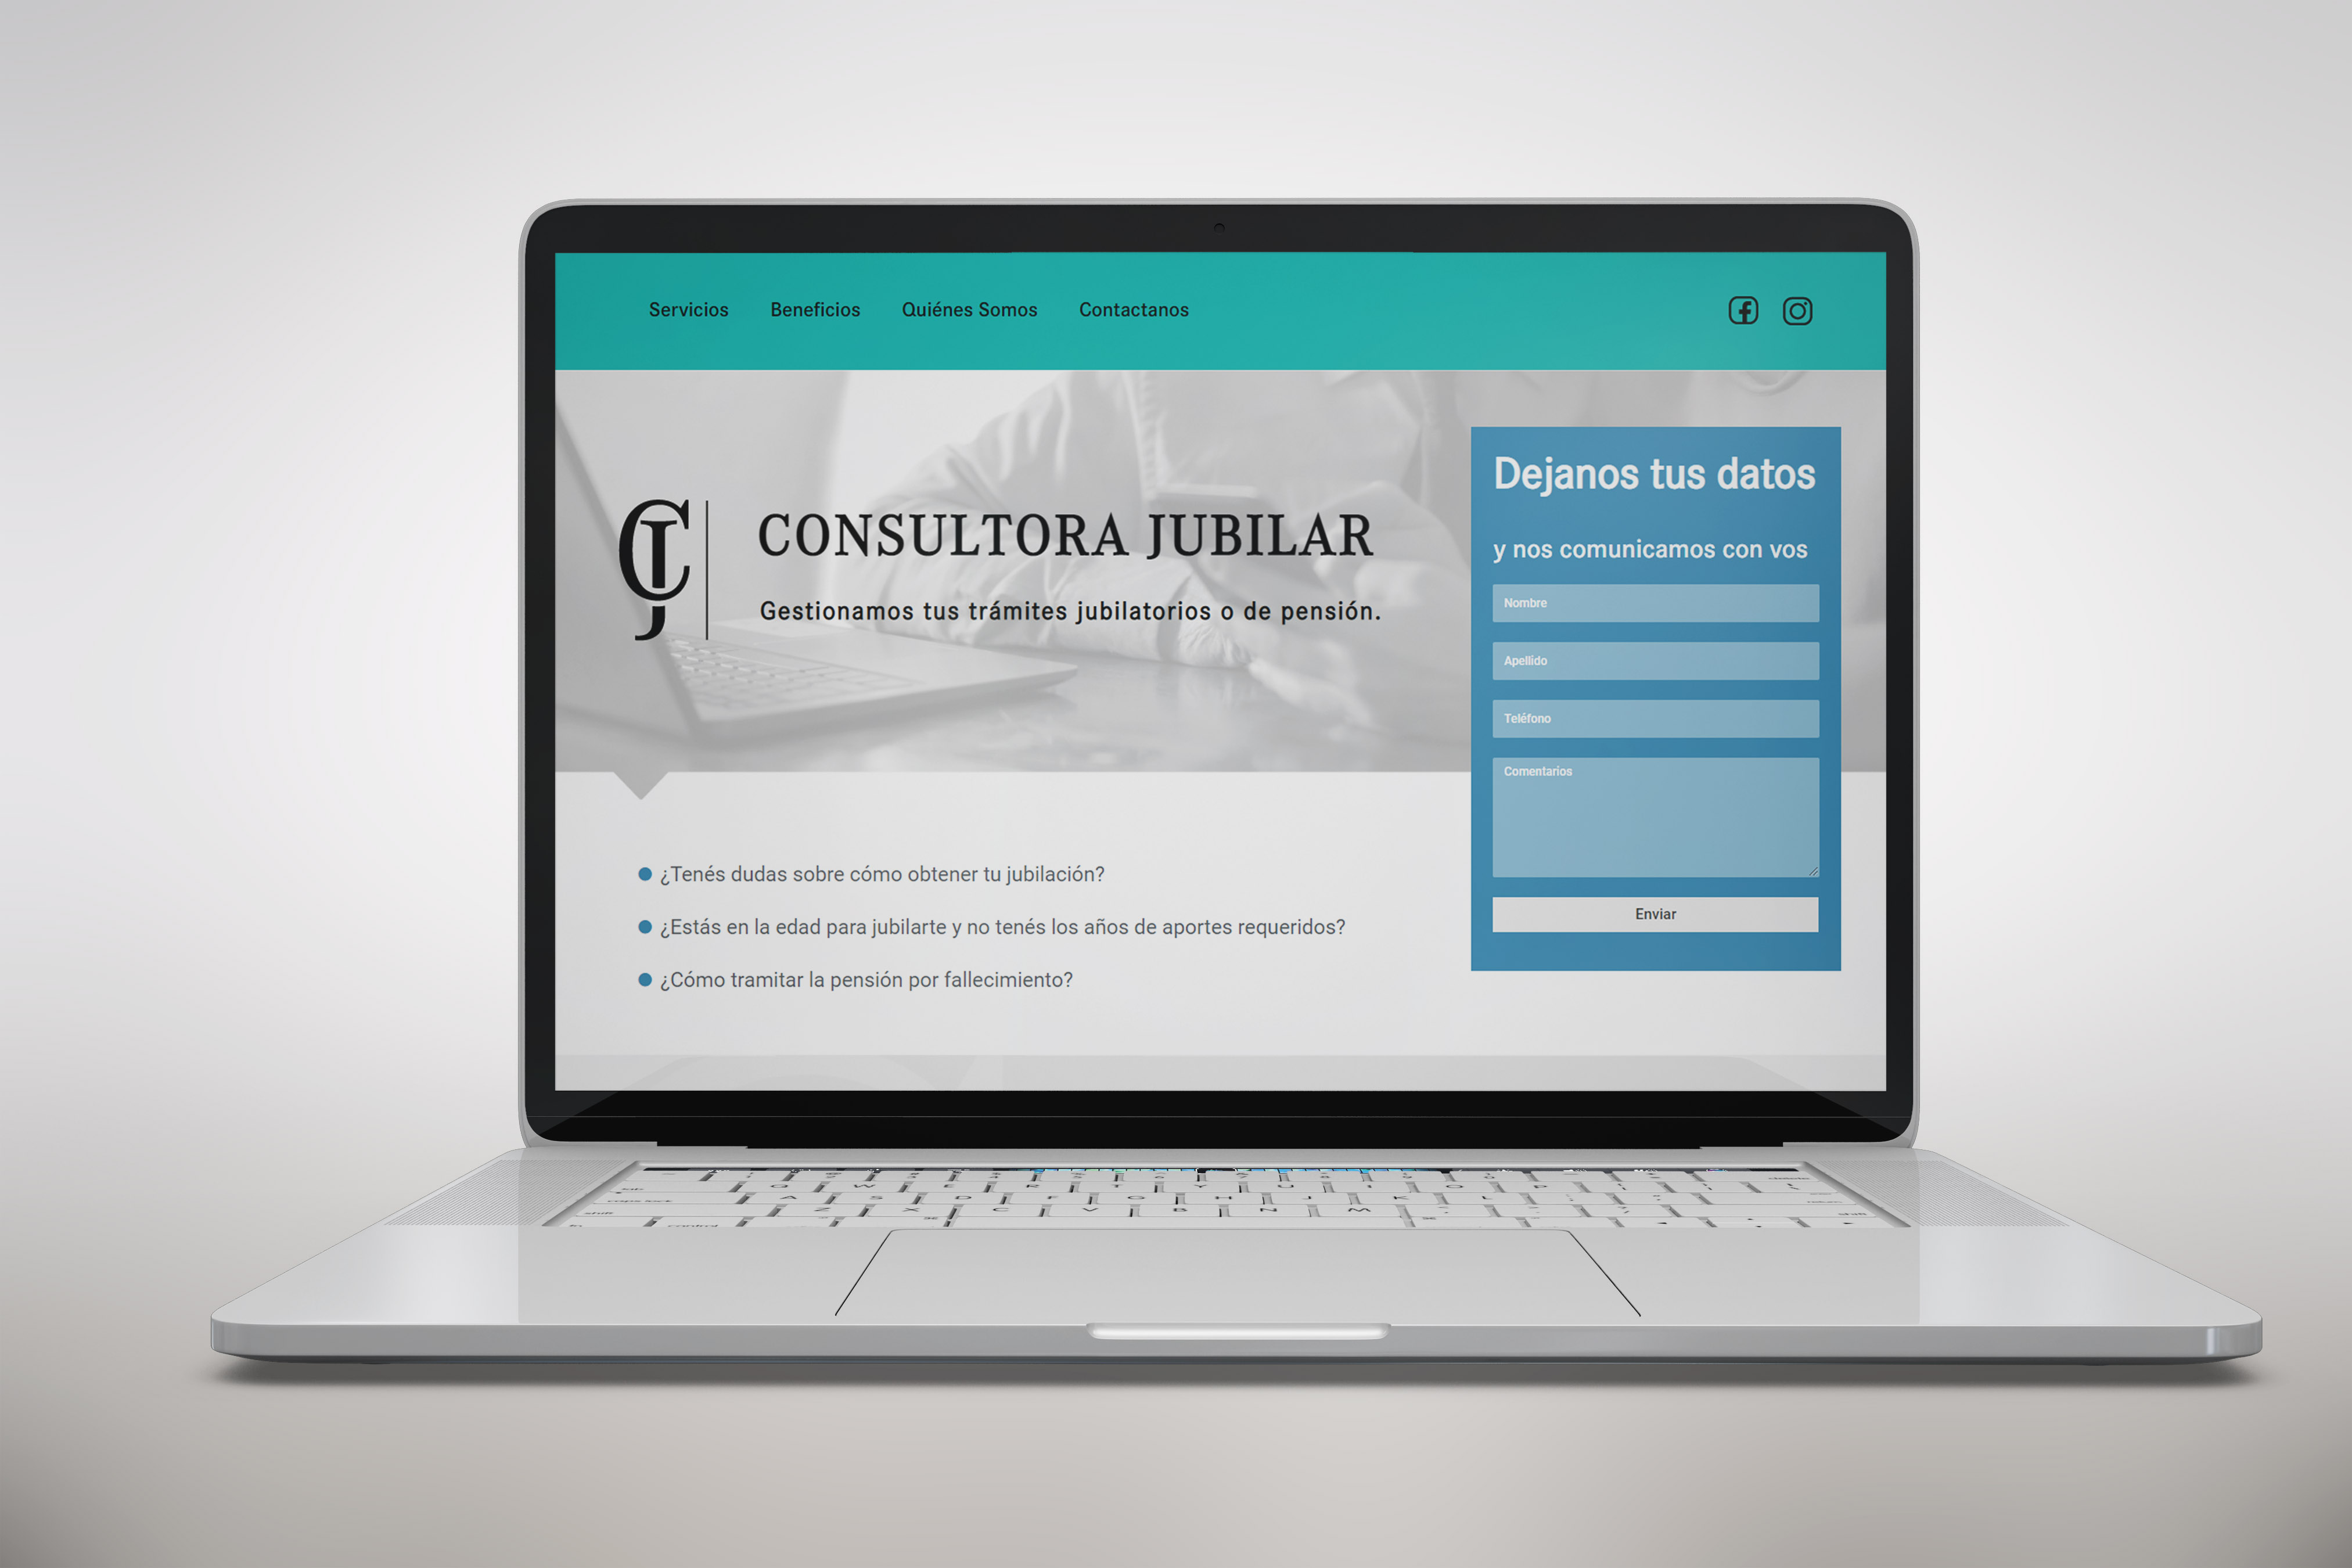 Servicios Beneficios Quiénes Somos Contactanos
CJ
CONSULTORA JUBILAR
Gestionamos tus trámites jubilatorios o de pensión.
Dejanos tus datos
y nos comunicamos con vos
Nombre
Apellido
Teléfono
Comentarios
Enviar
¿Tenés dudas sobre cómo obtener tu jubilación?
¿Estás en la edad para jubilarte y no tenés los años de aportes requeridos?
¿Cómo tramitar la pensión por fallecimiento?
Q W E R T Y U I O P
A S D F G H J K L
Z X C V B N M
control